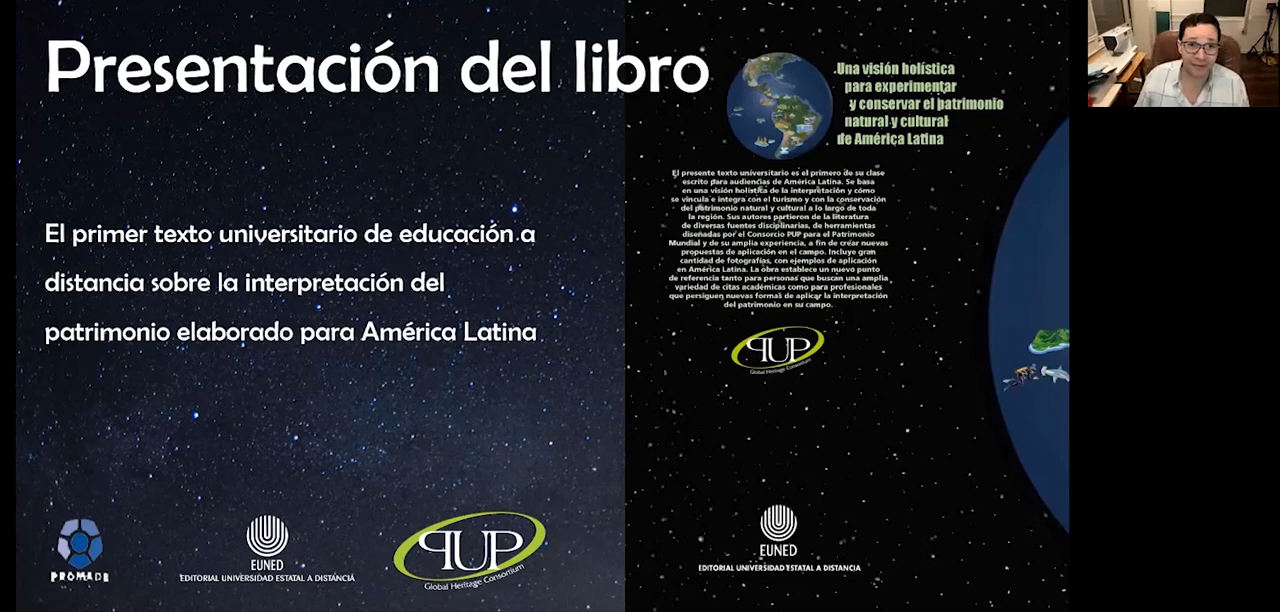 Presentación del libro
El primer texto universitario de educación a
distancia sobre la interpretación del
patrimonio elaborado para América Latina
PROMADE
EUNED
EDITORIAL UNIVERSIDAD ESTATAL A DISTANCIA
PUP
Global Heritage Consortium
Una visión holística
para experimentar
y conservar el patrimonio
natural y cultural
de América Latina
El presente texto universitario es el primero de su clase
escrito para audiencias de América Latina. Se basa
en una visión holística de la interpretación y cómo
se vincula e integra con el turismo y con la conservación
del patrimonio natural y cultural a lo largo de toda
la región. Sus autores partieron de la literatura
de diversas fuentes disciplinarias, de herramientas
diseñadas por el Consorcio PUP para el Patrimonio
Mundial y de su amplia experiencia, a fin de crear nuevas
propuestas de aplicación en el campo. Incluye gran
cantidad de fotografías, con ejemplos de aplicación
en América Latina. La obra establece un nuevo punto
de referencia tanto para personas que buscan una amplia
variedad de citas académicas como para profesionales
que persiguen nuevas formas de aplicar la interpretación
del patrimonio en su campo.
PUP
Global Heritage Consortium
EUNED
EDITORIAL UNIVERSIDAD ESTATAL A DISTANCIA